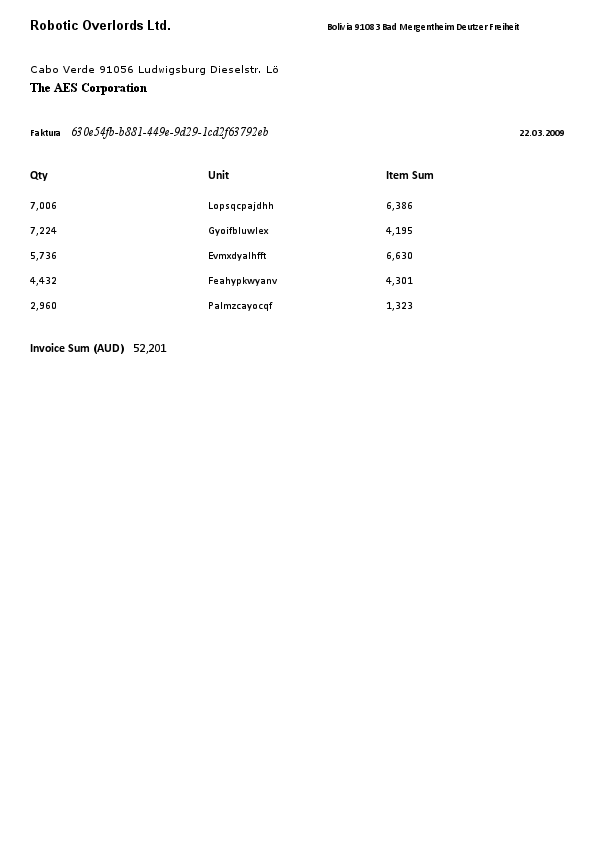 Robotic Overlords Ltd. Bolivia 91083 Bad Mergentheim Deutzer Freiheit
Cabo Verde 91056 Ludwigsburg Dieselstr. Lö
The AES Corporation
Faktura 630e54fb-b881-449e-9d29-1cd2f63792eb 22.03.2009
Qty Unit Item Sum
7,006 Lopsqcpajdhh 6,386
7,224 Gyoifbluwlex 4,195
5,736 Evmxdyalhfft 6,630
4,432 Feahypkwyanv 4,301
2,960 Palmzcayocqf 1,323
Invoice Sum (AUD) 52,201